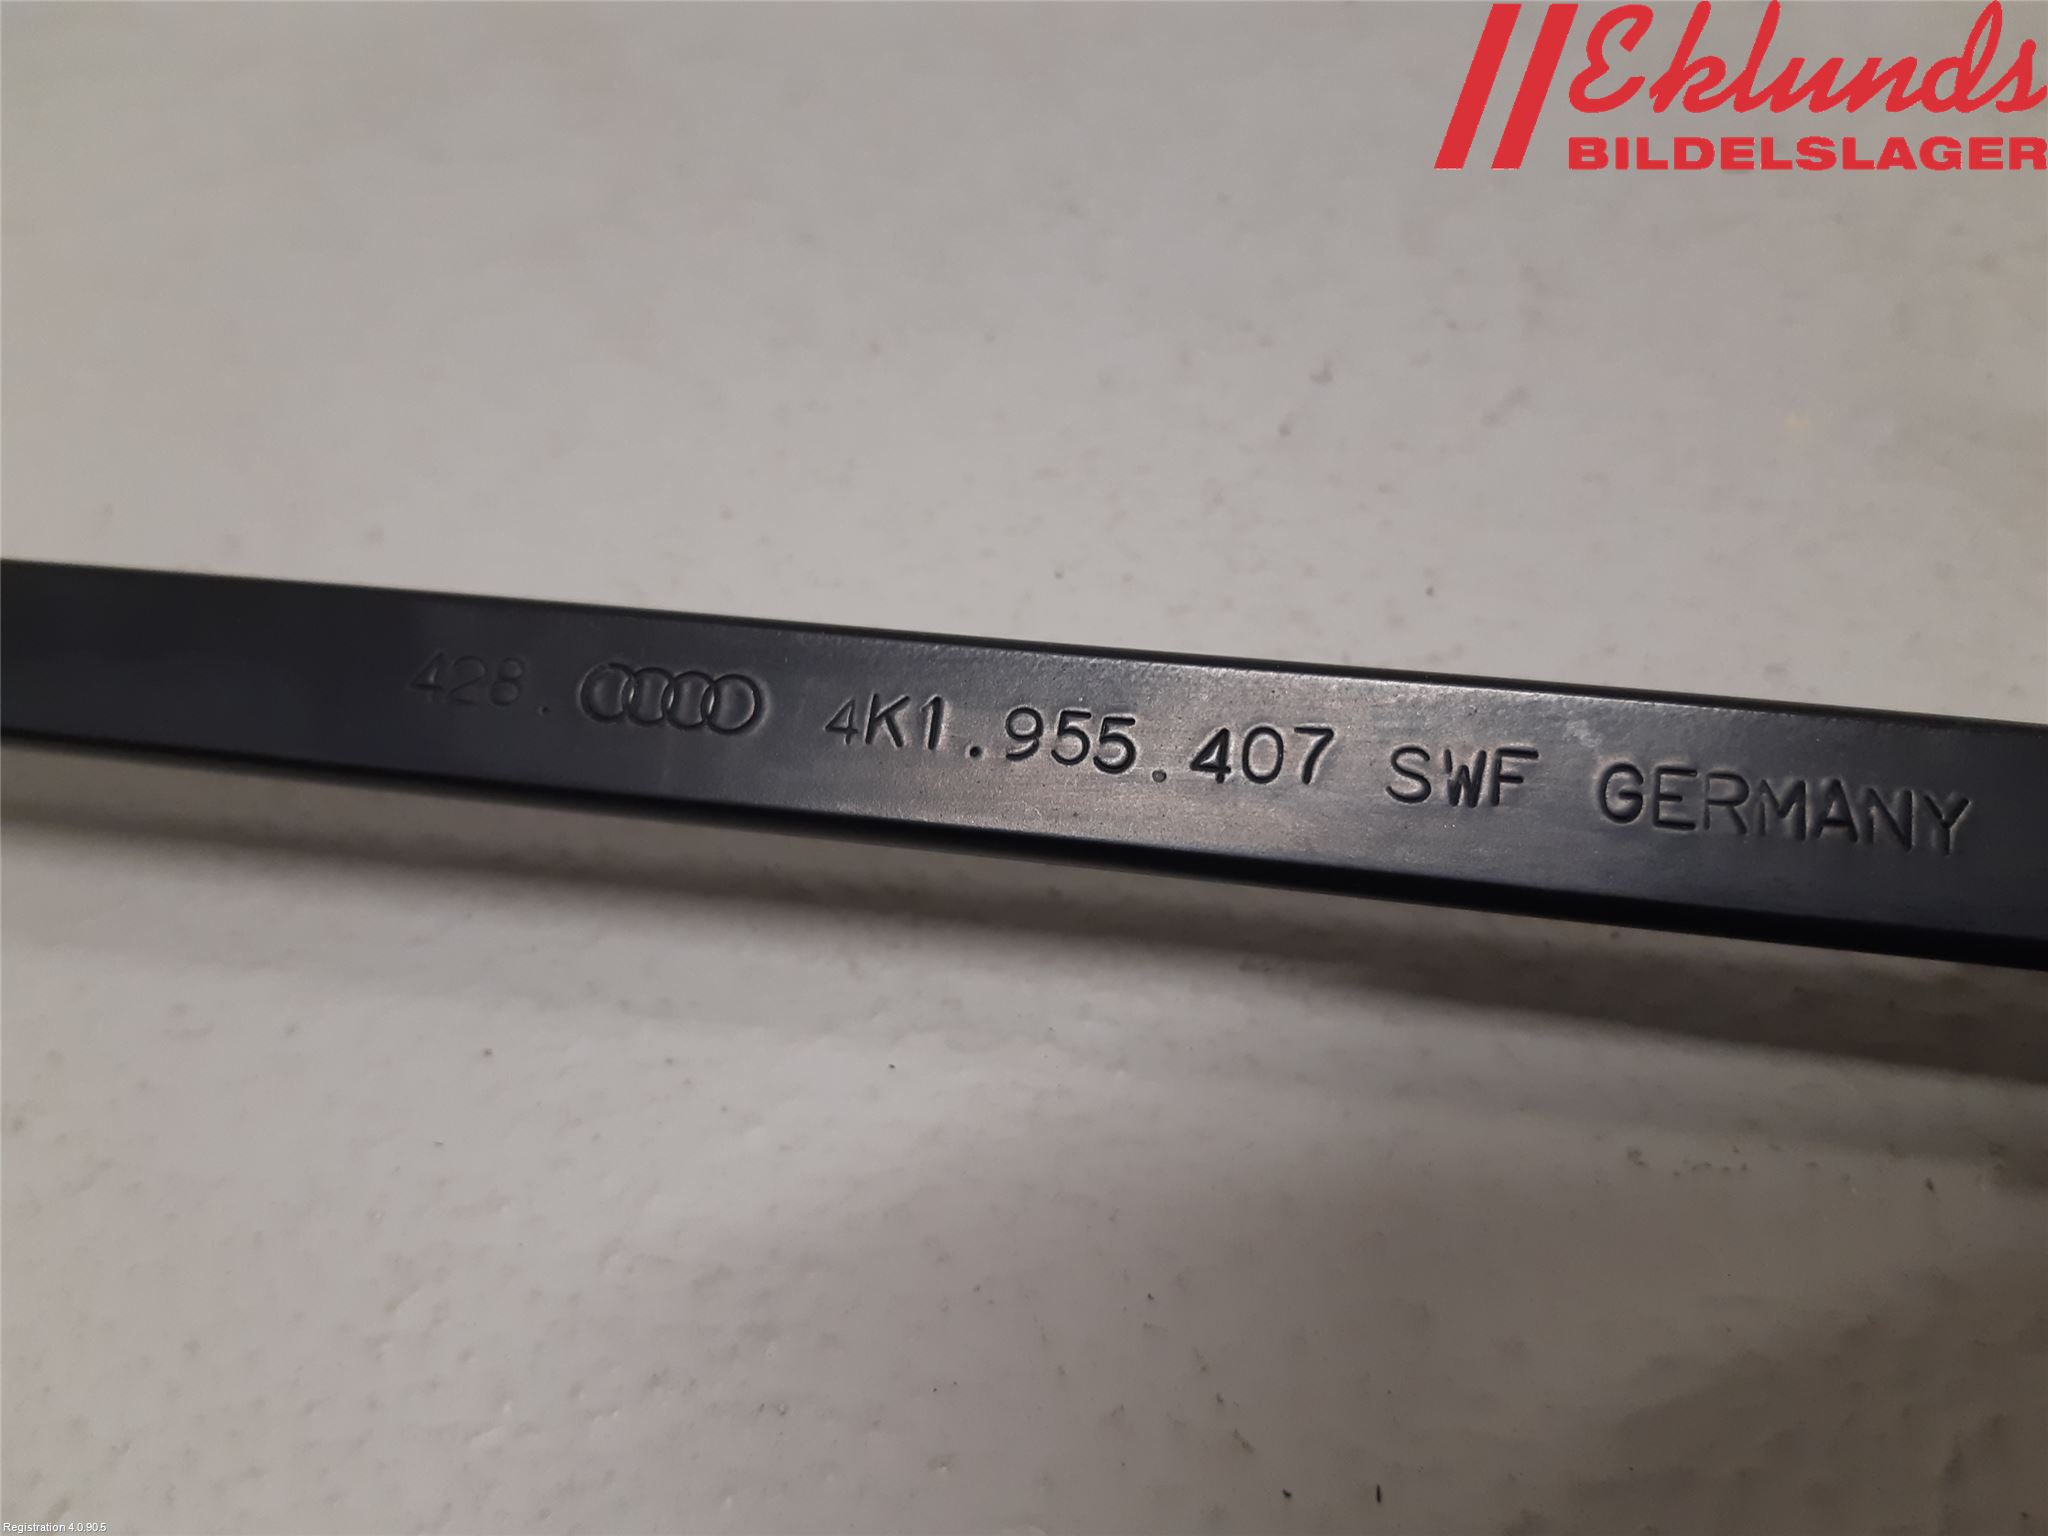 Eklunds
BILDELSLAGER
428. 4K1.955.407 SWF GERMANY
Registration 4.0.90.5